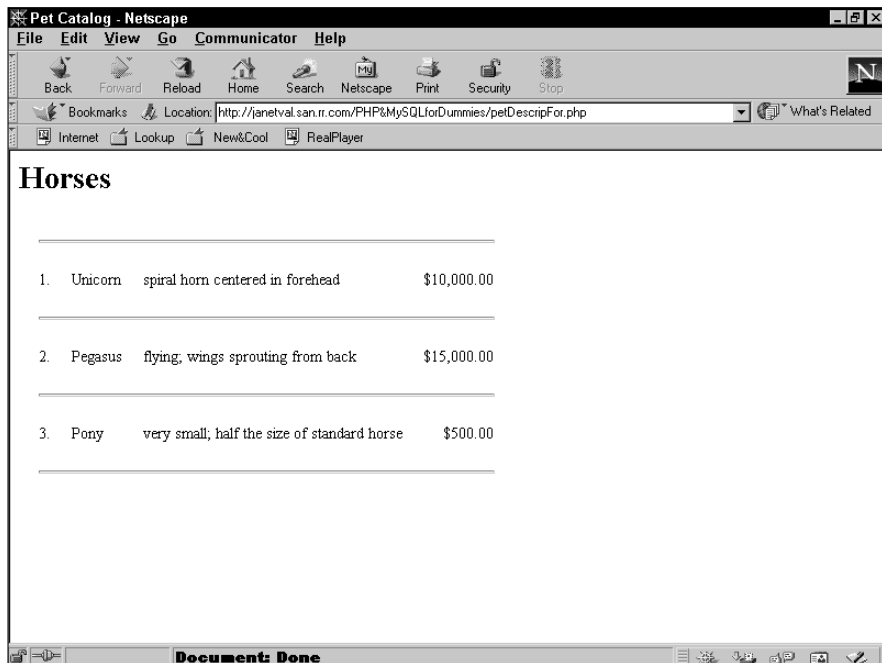 Pet Catalog - Netscape
File Edit View Go Communicator Help
Back Forward Reload Home Search Netscape Print Security Stop
My
N
Bookmarks Location: http://janetval.san.rr.com/PHP&MySQLforDummies/petDescripFor.php What's Related
Internet Lookup New&Cool RealPlayer
Horses
1. Unicorn spiral horn centered in forehead $10,000.00
2. Pegasus flying; wings sprouting from back $15,000.00
3. Pony very small; half the size of standard horse $500.00
Document: Done